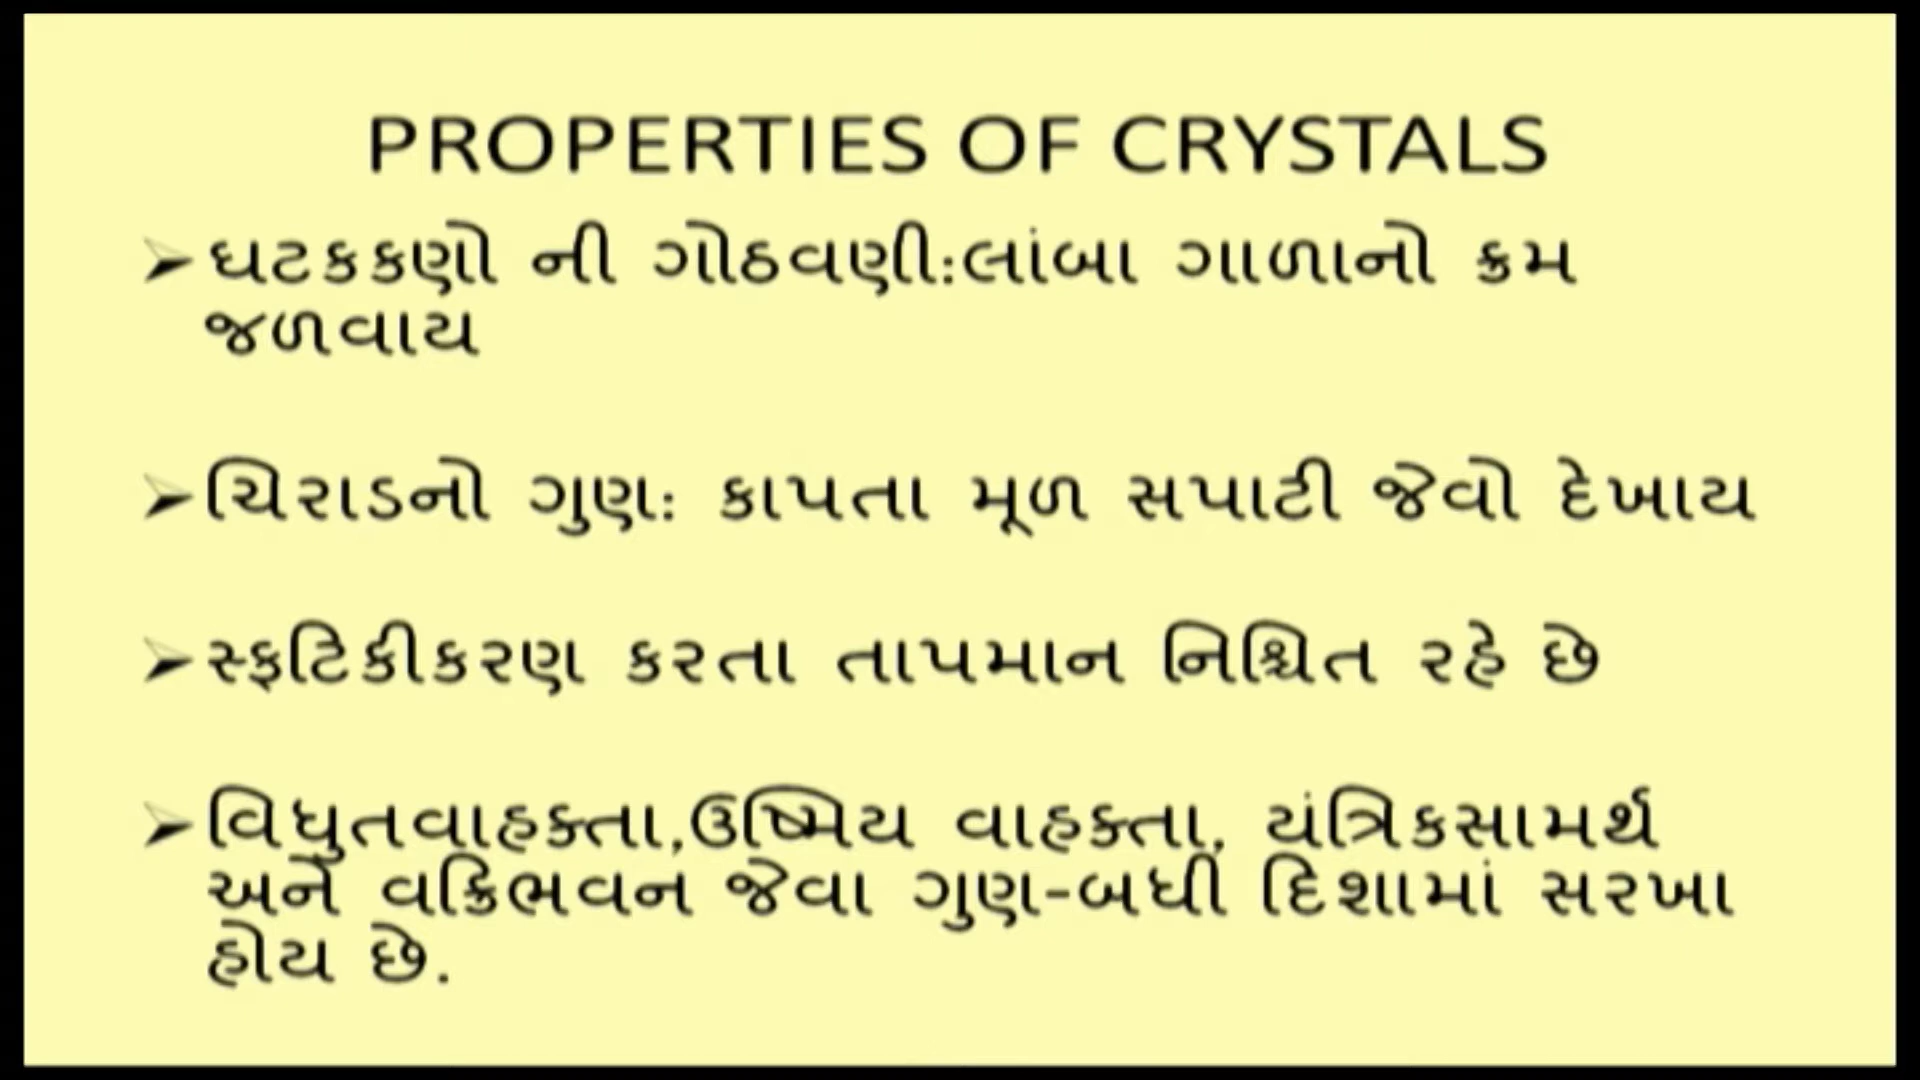 PROPERTIES OF CRYSTALS
➢ઘટકકણો ની ગોઠવણી:લાંબા ગાળાનો ક્રમ
જળવાય
➢ચિરાડનો ગુણ: કાપતા મૂળ સપાટી જેવો દેખાય
➢સ્ફટિકીકરણ કરતા તાપમાન નિશ્ચિત રહે છે
➢વિધુતવાહક્તા,ઉષ્મિય વાહક્તા, યંત્રિકસામર્થ
અને વક્રિભવન જેવા ગુણ-બધી દિશામાં સરખા
હોય છે.